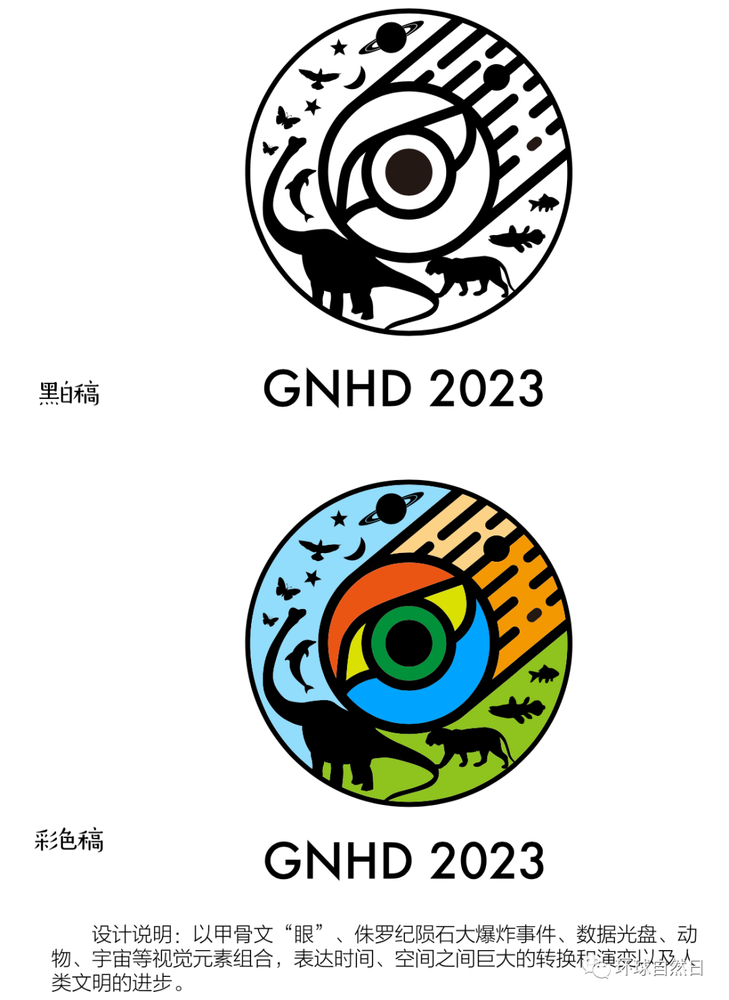 GNHD 2023
黑白稿
GNHD 2023
彩色稿
设计说明：以甲骨文“眼”、侏罗纪陨石大爆炸事件、数据光盘、动
物、宇宙等视觉元素组合，表达时间、空间之间巨大的转换和演变以及人
类文明的进步。
环球自然日